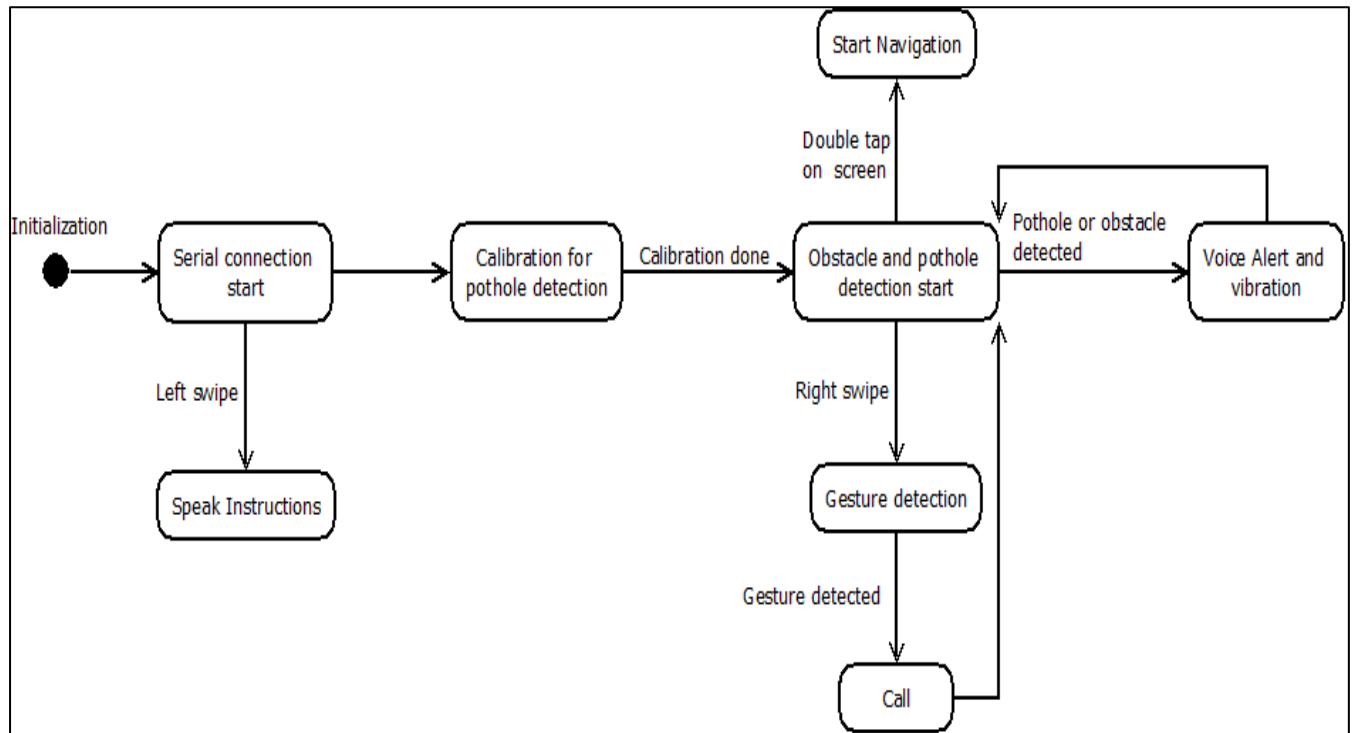 Start Navigation
Double tap
on screen
Initialization
Serial connection
start
Calibration for
pothole detection
Calibration done
Obstacle and pothole
detection start
Pothole or obstacle
detected
Voice Alert and
vibration
Left swipe
Right swipe
Speak Instructions
Gesture detection
Gesture detected
Call